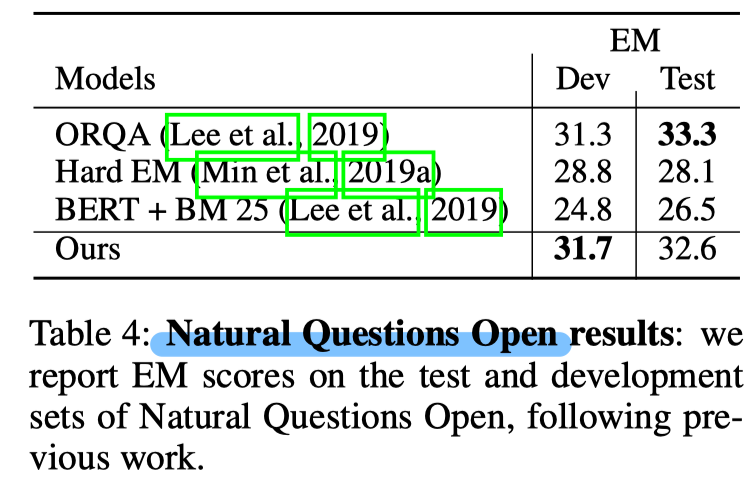 EM
Models Dev Test
ORQA (Lee et al., 2019) 31.3 33.3
Hard EM (Min et al., 2019a) 28.8 28.1
BERT + BM 25 (Lee et al., 2019) 24.8 26.5
Ours 31.7 32.6
Table 4: Natural Questions Open results: we
report EM scores on the test and development
sets of Natural Questions Open, following pre-
vious work.